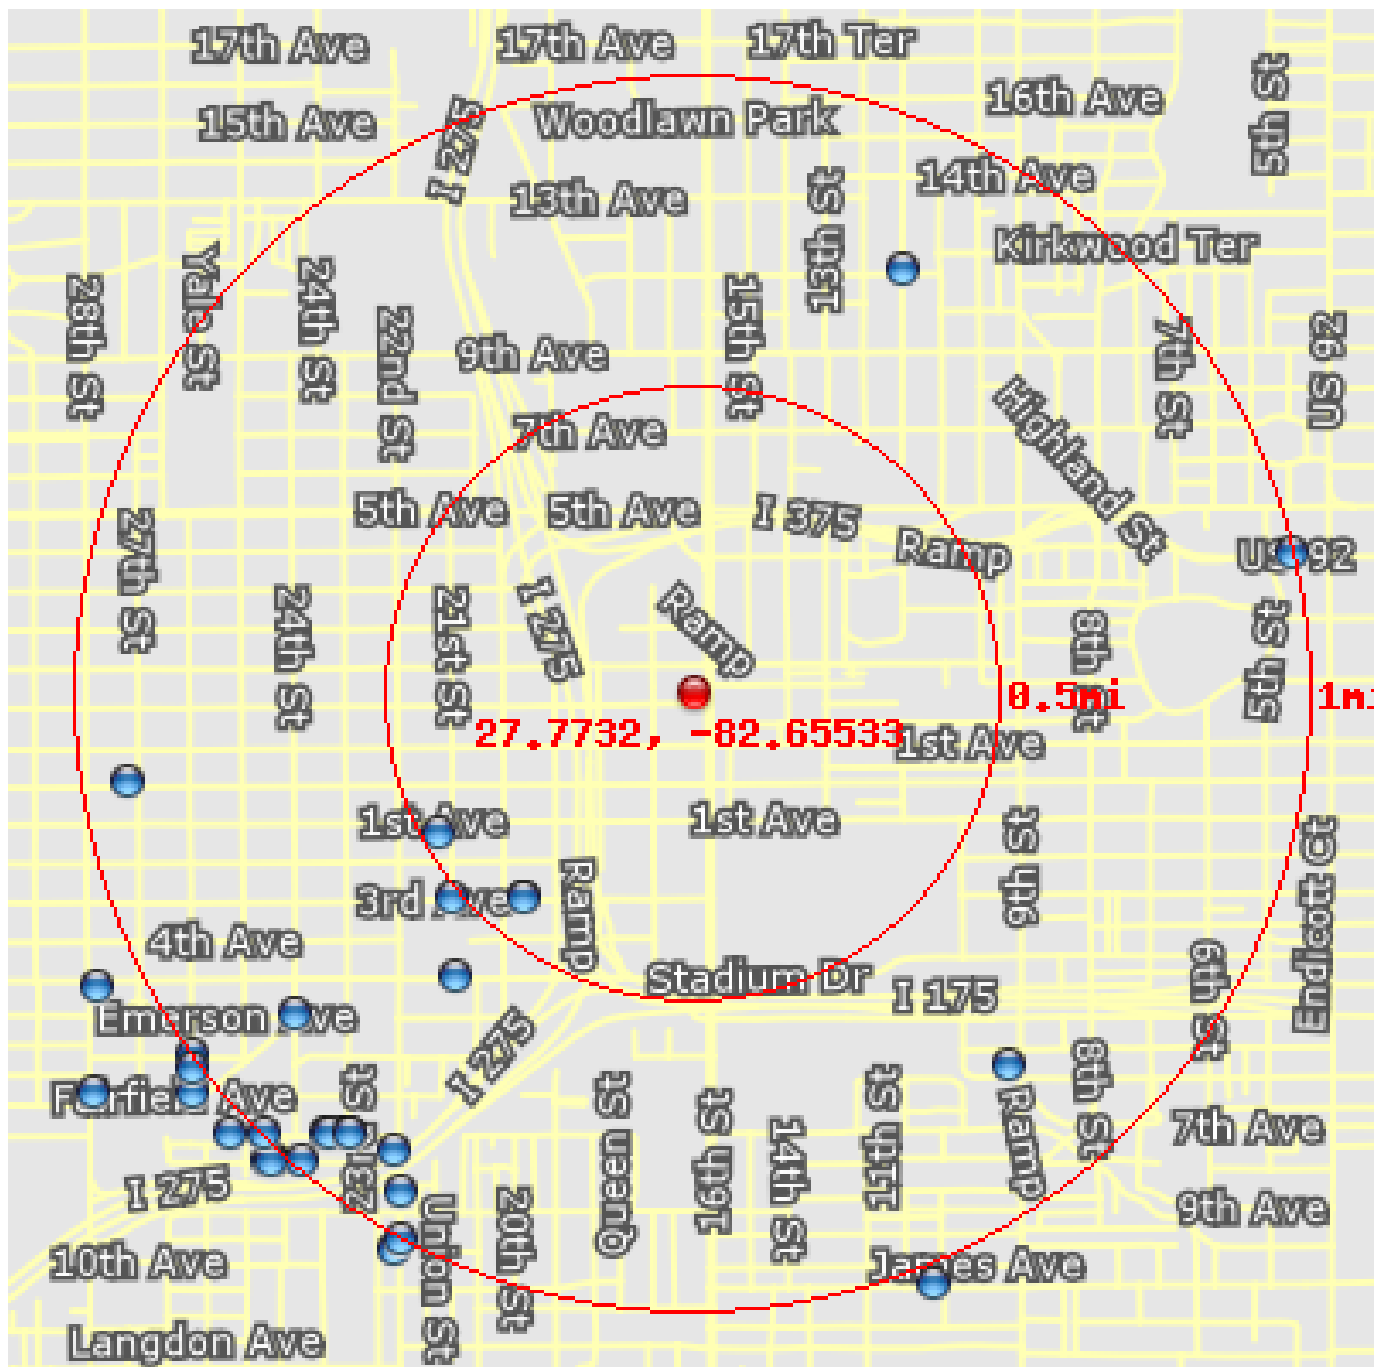 17th Ave
17th Ave
17th Ter
15th Ave
I 275
Woodlawn Park
16th Ave
5th St
13th Ave
13th St
14th Ave
Kirkwood Ter
28th St
Yale St
24th St
22nd St
9th Ave
15th St
7th St
US 92
7th Ave
Highland St
5th Ave
5th Ave
I 375
Ramp
US 92
27th St
24th St
21st St
I 275
Ramp
8th St
5th St
0.5mi
1mi
27.7732, -82.65533
1st Ave
1st Ave
1st Ave
3rd Ave
Ramp
9th St
Endicott Ct
4th Ave
Stadium Dr
I 175
6th St
Emerson Ave
I 275
Fairfield Ave
23rd St
Queen St
16th St
14th St
11th St
Ramp
8th St
7th Ave
I 275
Union St
20th St
9th Ave
10th Ave
James Ave
Langdon Ave